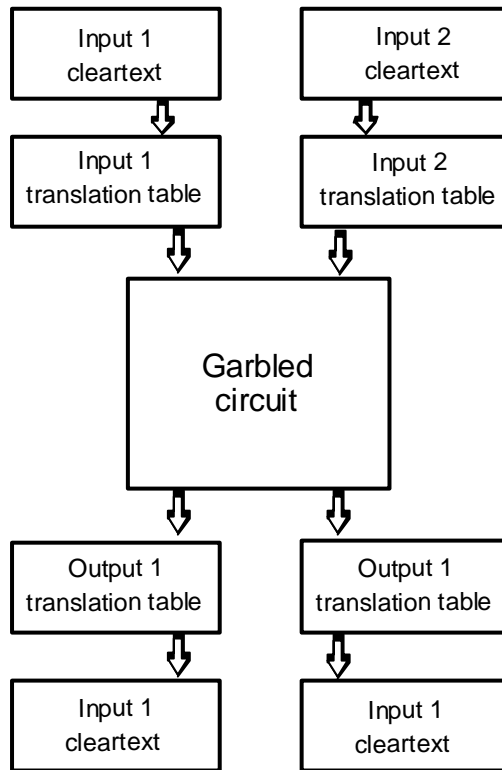 Input 1
cleartext
Input 2
cleartext
Input 1
translation table
Input 2
translation table
Garbled
circuit
Output 1
translation table
Output 1
translation table
Input 1
cleartext
Input 1
cleartext